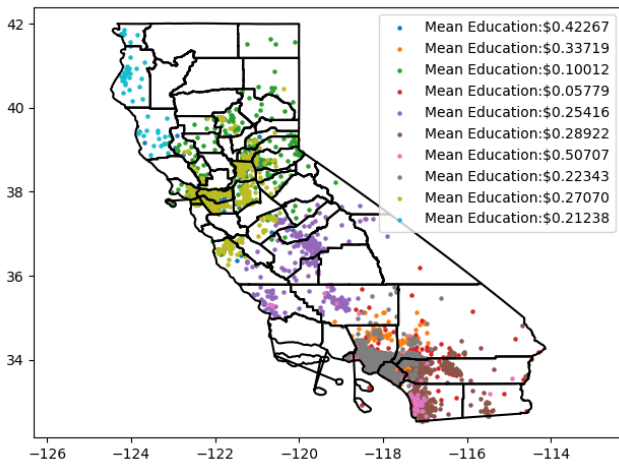 42
40
38
36
34
Mean Education:$0.42267
Mean Education:$0.33719
Mean Education:$0.10012
Mean Education:$0.05779
Mean Education:$0.25416
Mean Education:$0.28922
Mean Education:$0.50707
Mean Education:$0.22343
Mean Education:$0.27070
Mean Education:$0.21238
−126 −124 −122 −120 −118 −116 −114